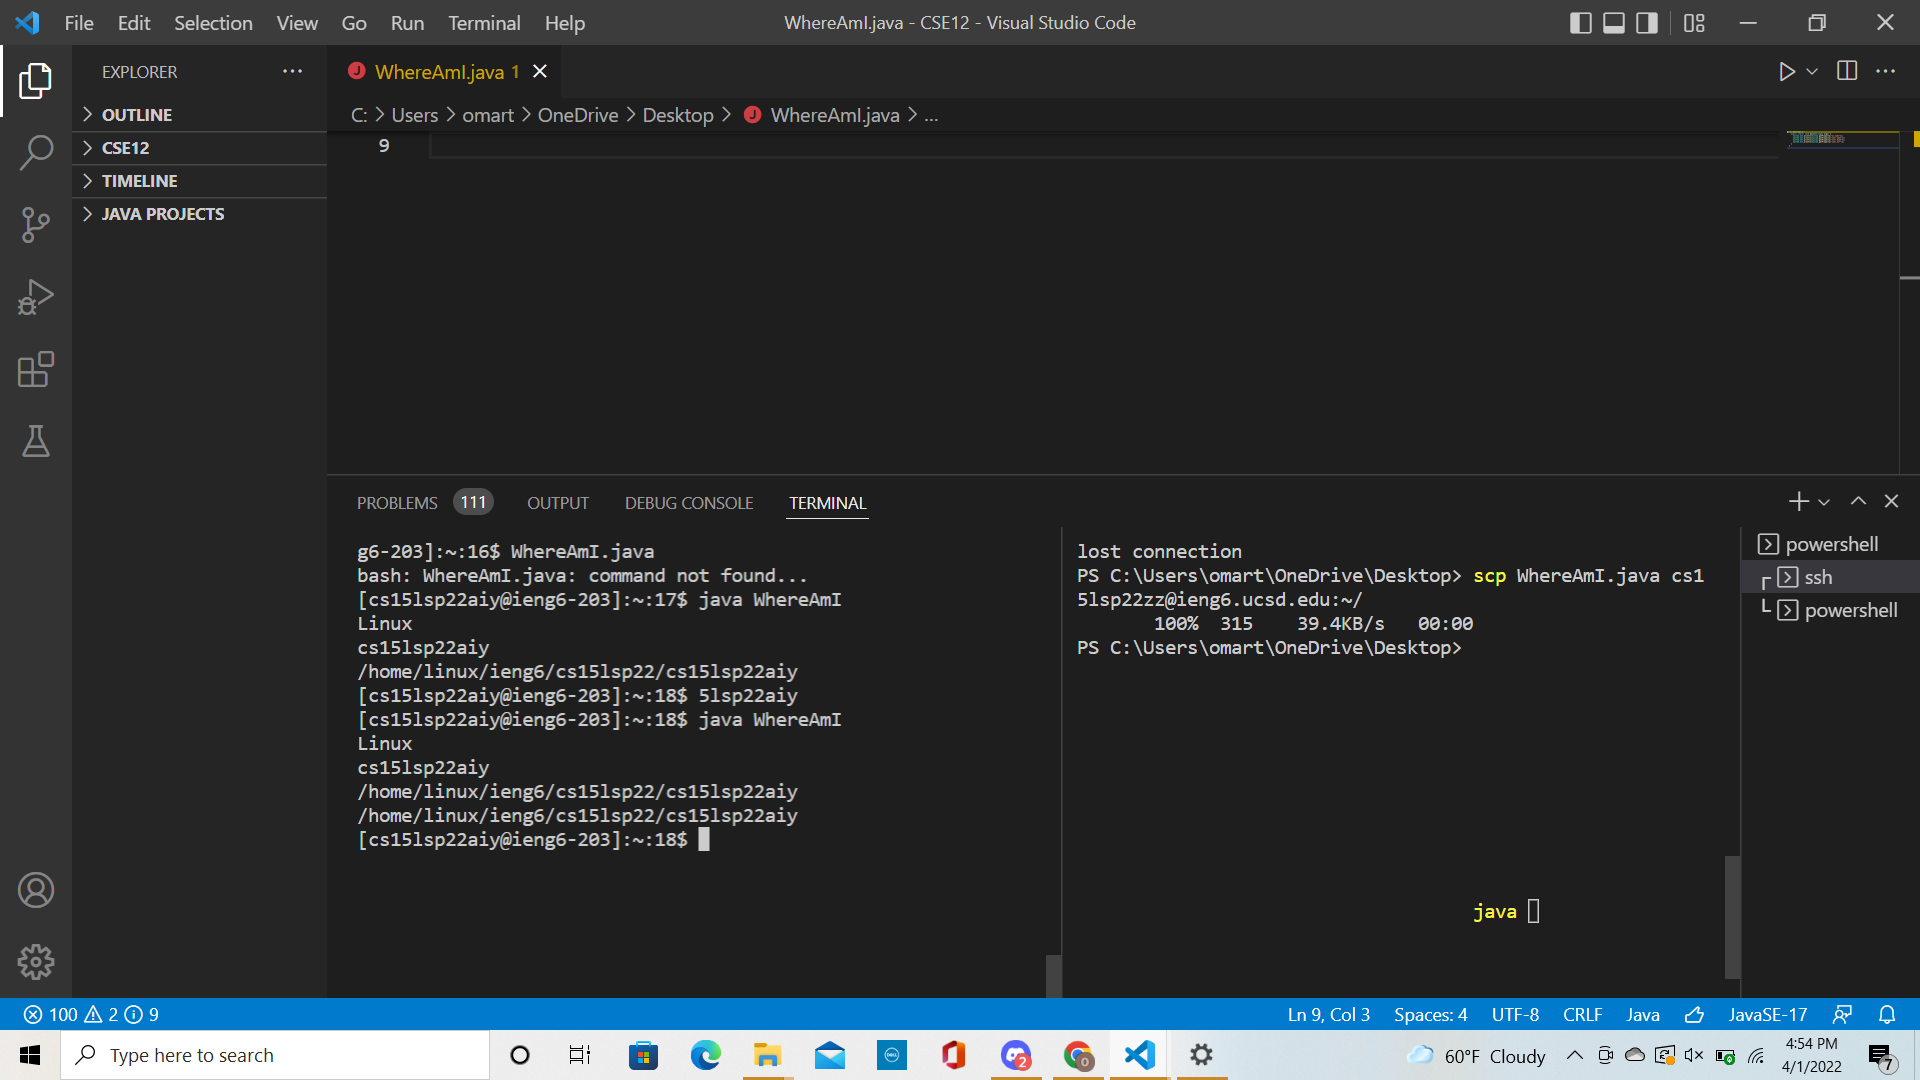 File Edit Selection View Go Run Terminal Help
WhereAmI.java - CSE12 - Visual Studio Code
EXPLORER
OUTLINE
CSE12
TIMELINE
JAVA PROJECTS
WhereAmI.java 1
C: > Users > omart > OneDrive > Desktop > WhereAmI.java > ...
9
PROBLEMS 111 OUTPUT DEBUG CONSOLE TERMINAL
g6-203]:~:16$ WhereAmI.java
bash: WhereAmI.java: command not found...
[cs15lsp22aiy@ieng6-203]:~:17$ java WhereAmI
Linux
cs15lsp22aiy
/home/linux/ieng6/cs15lsp22/cs15lsp22aiy
[cs15lsp22aiy@ieng6-203]:~:18$ 5lsp22aiy
[cs15lsp22aiy@ieng6-203]:~:18$ java WhereAmI
Linux
cs15lsp22aiy
/home/linux/ieng6/cs15lsp22/cs15lsp22aiy
/home/linux/ieng6/cs15lsp22/cs15lsp22aiy
[cs15lsp22aiy@ieng6-203]:~:18$
lost connection
PS C:\Users\omart\OneDrive\Desktop> scp WhereAmI.java cs1
5lsp22zz@ieng6.ucsd.edu:~/
100% 315 39.4KB/s 00:00
PS C:\Users\omart\OneDrive\Desktop>
java
powershell
ssh
powershell
100 2 9
Ln 9, Col 3 Spaces: 4 UTF-8 CRLF Java JavaSE-17
Type here to search
2
0
60°F Cloudy
4:54 PM
4/1/2022
7